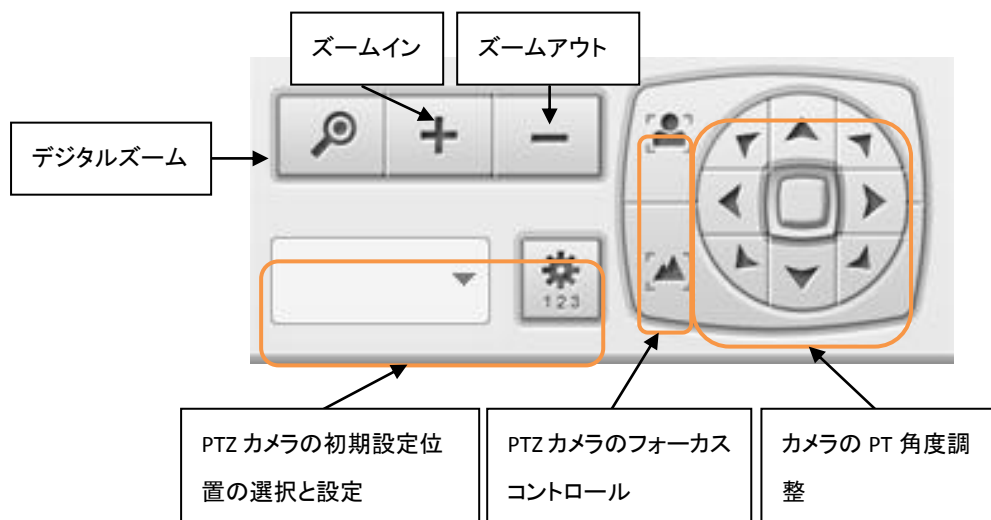 ズームイン
ズームアウト
デジタルズーム
123
PTZ カメラの初期設定位
置の選択と設定
PTZ カメラのフォーカス
コントロール
カメラの PT 角度調
整